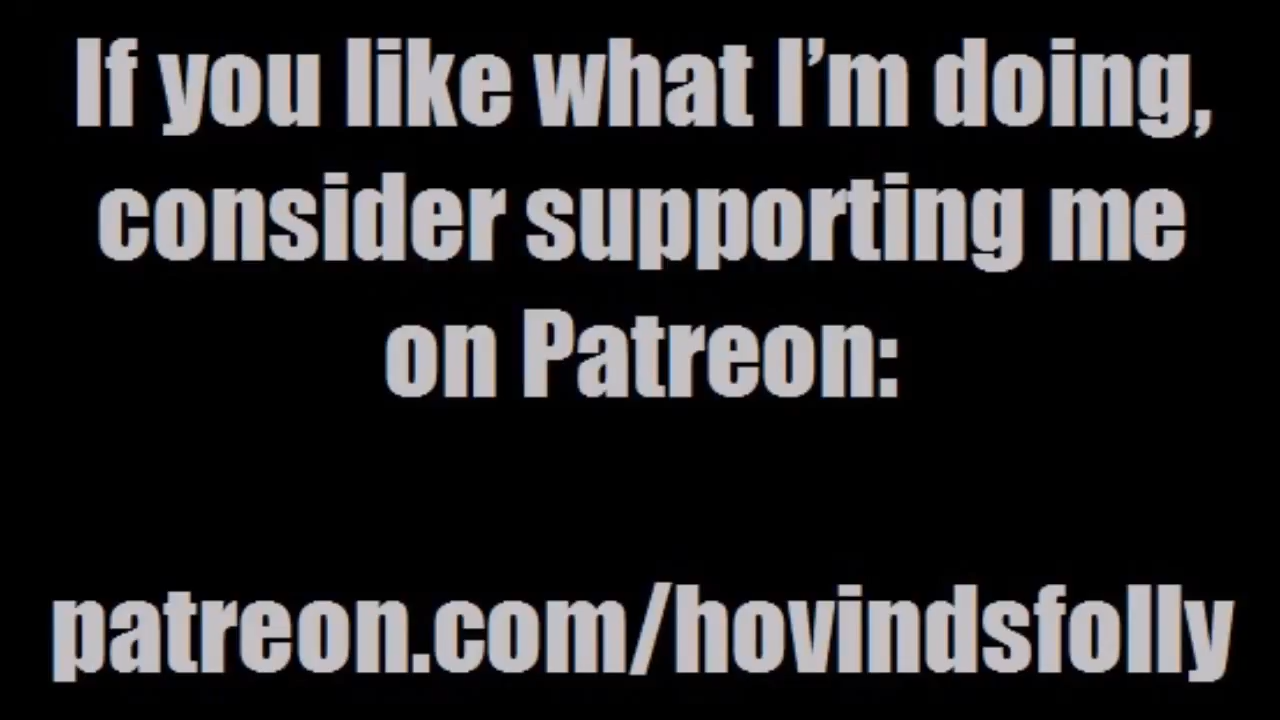 If you like what I’m doing,
consider supporting me
on Patreon:
patreon.com/hovindsfolly